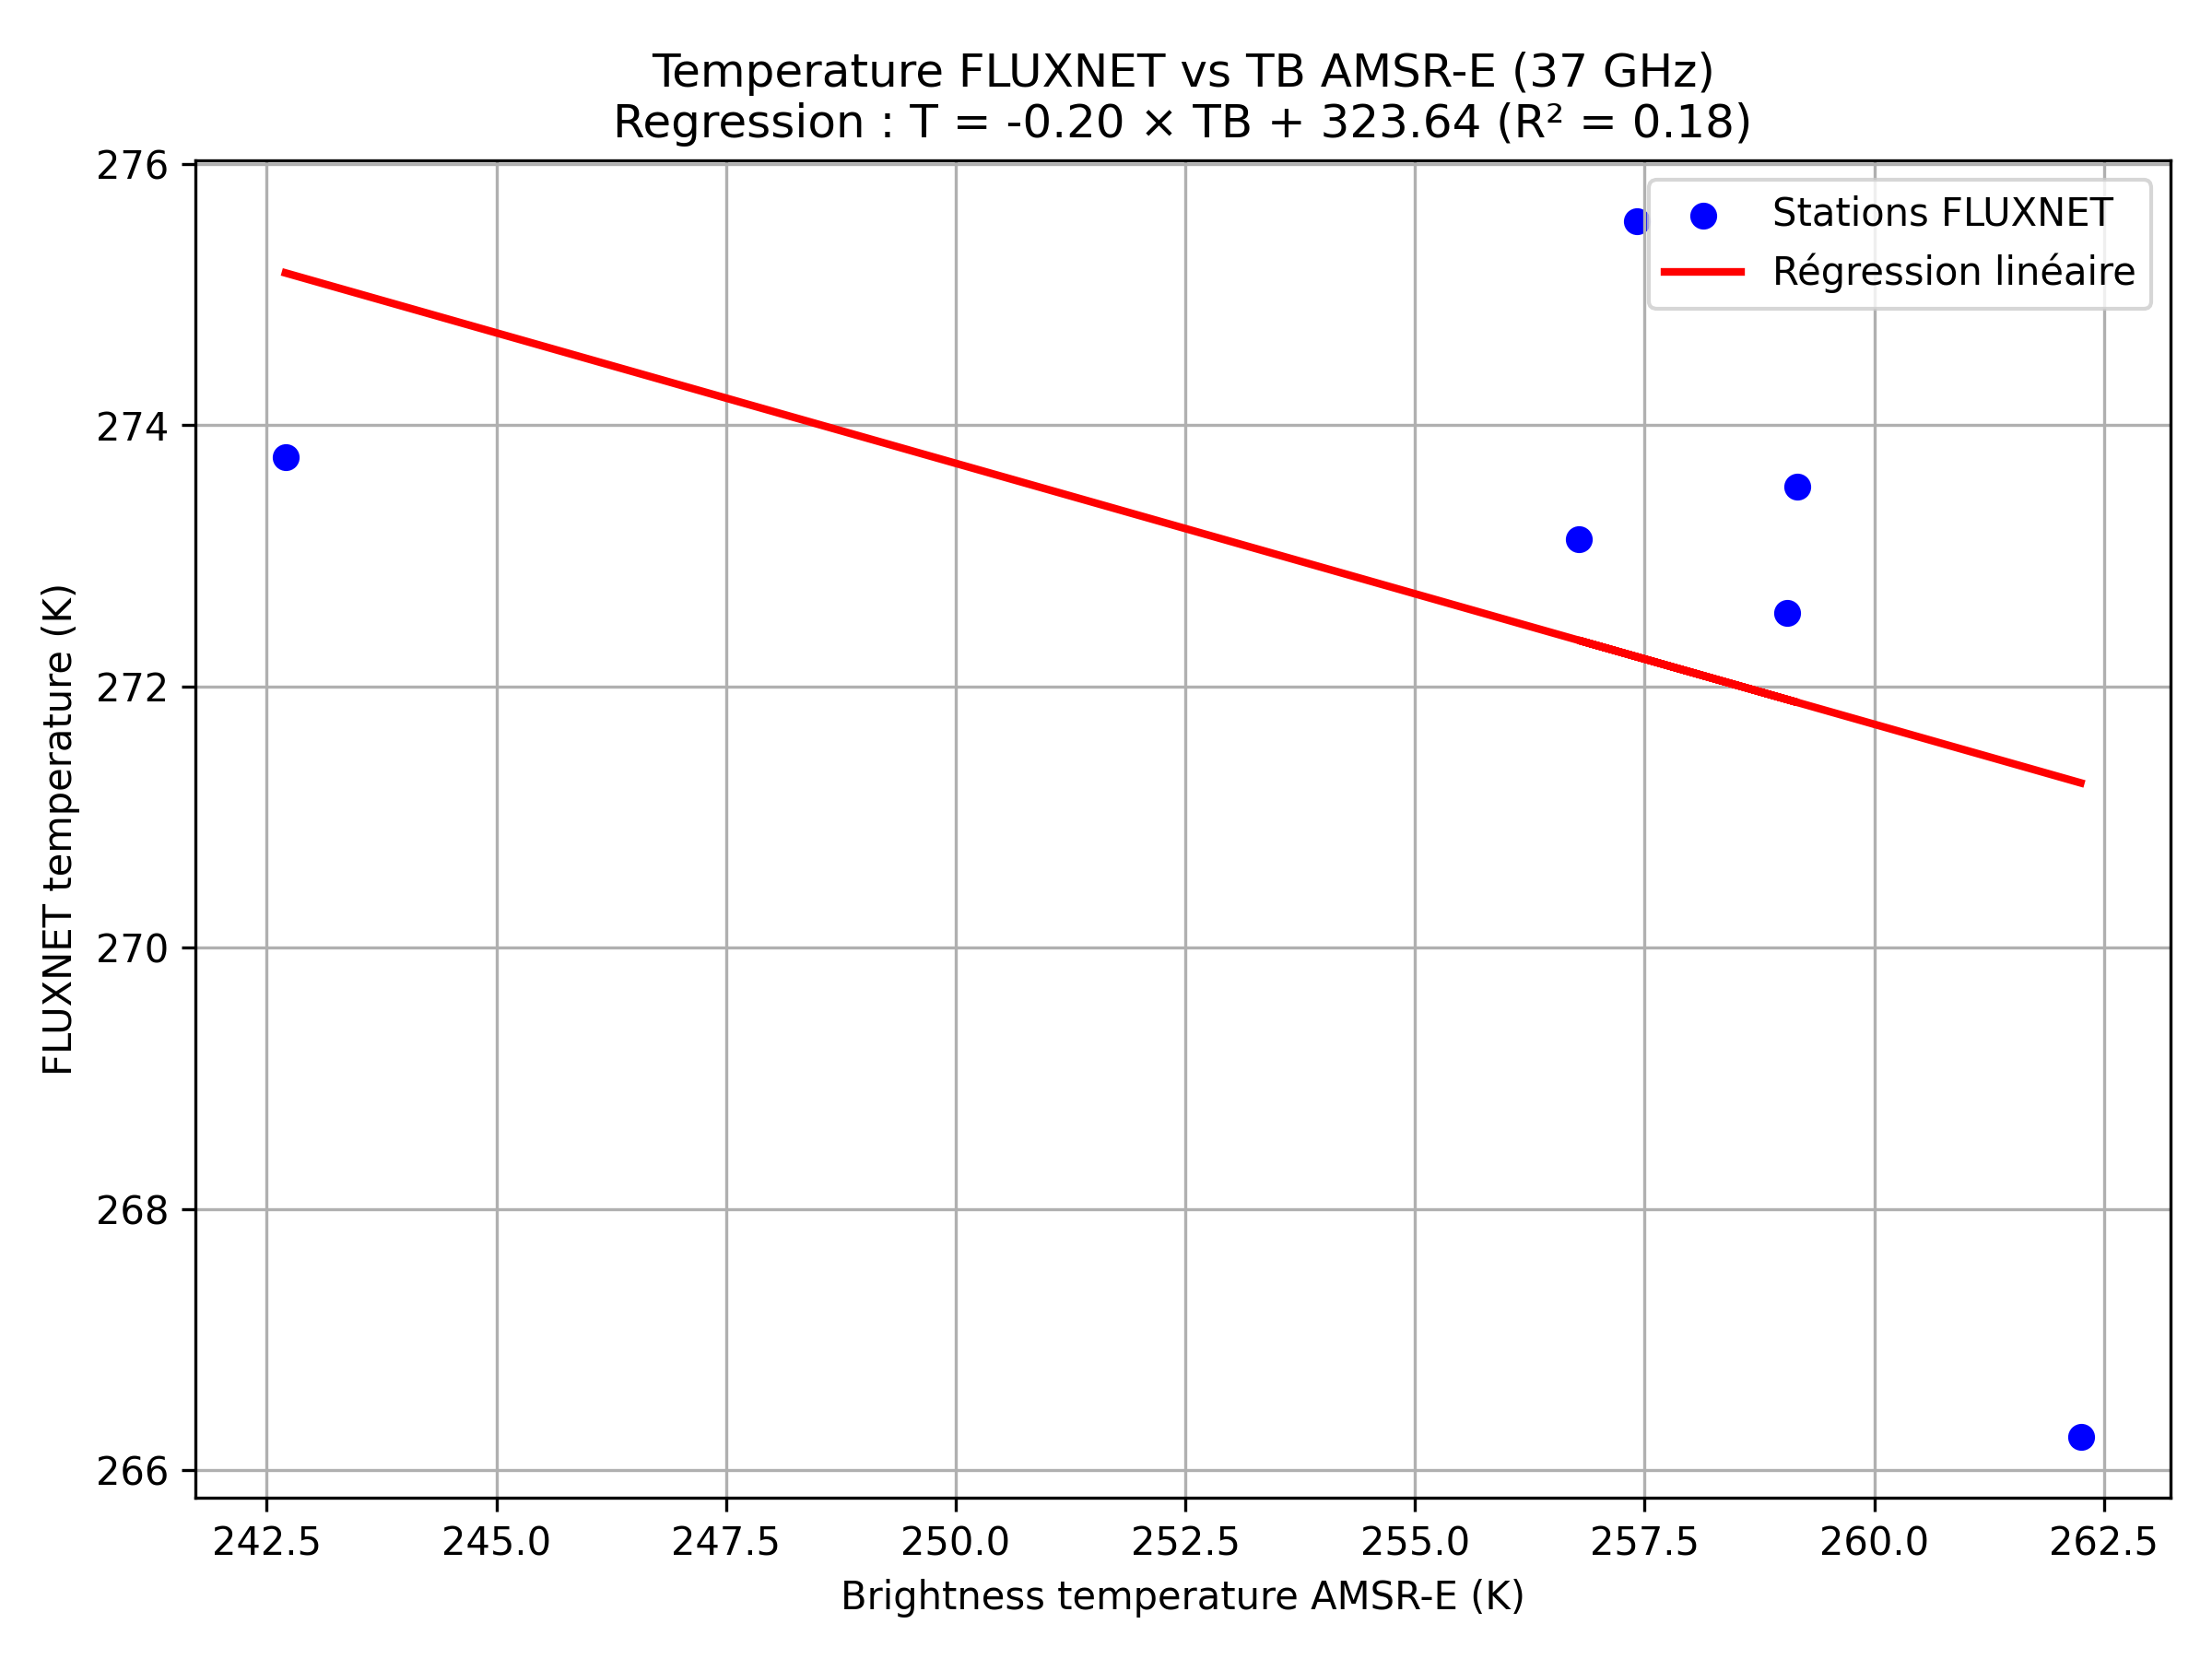 Temperature FLUXNET vs TB AMSR-E (37 GHz)
Regression : T = -0.20 × TB + 323.64 (R² = 0.18)
276
274
272
270
268
266
FLUXNET temperature (K)
Stations FLUXNET
Régression linéaire
242.5 245.0 247.5 250.0 252.5 255.0 257.5 260.0 262.5
Brightness temperature AMSR-E (K)